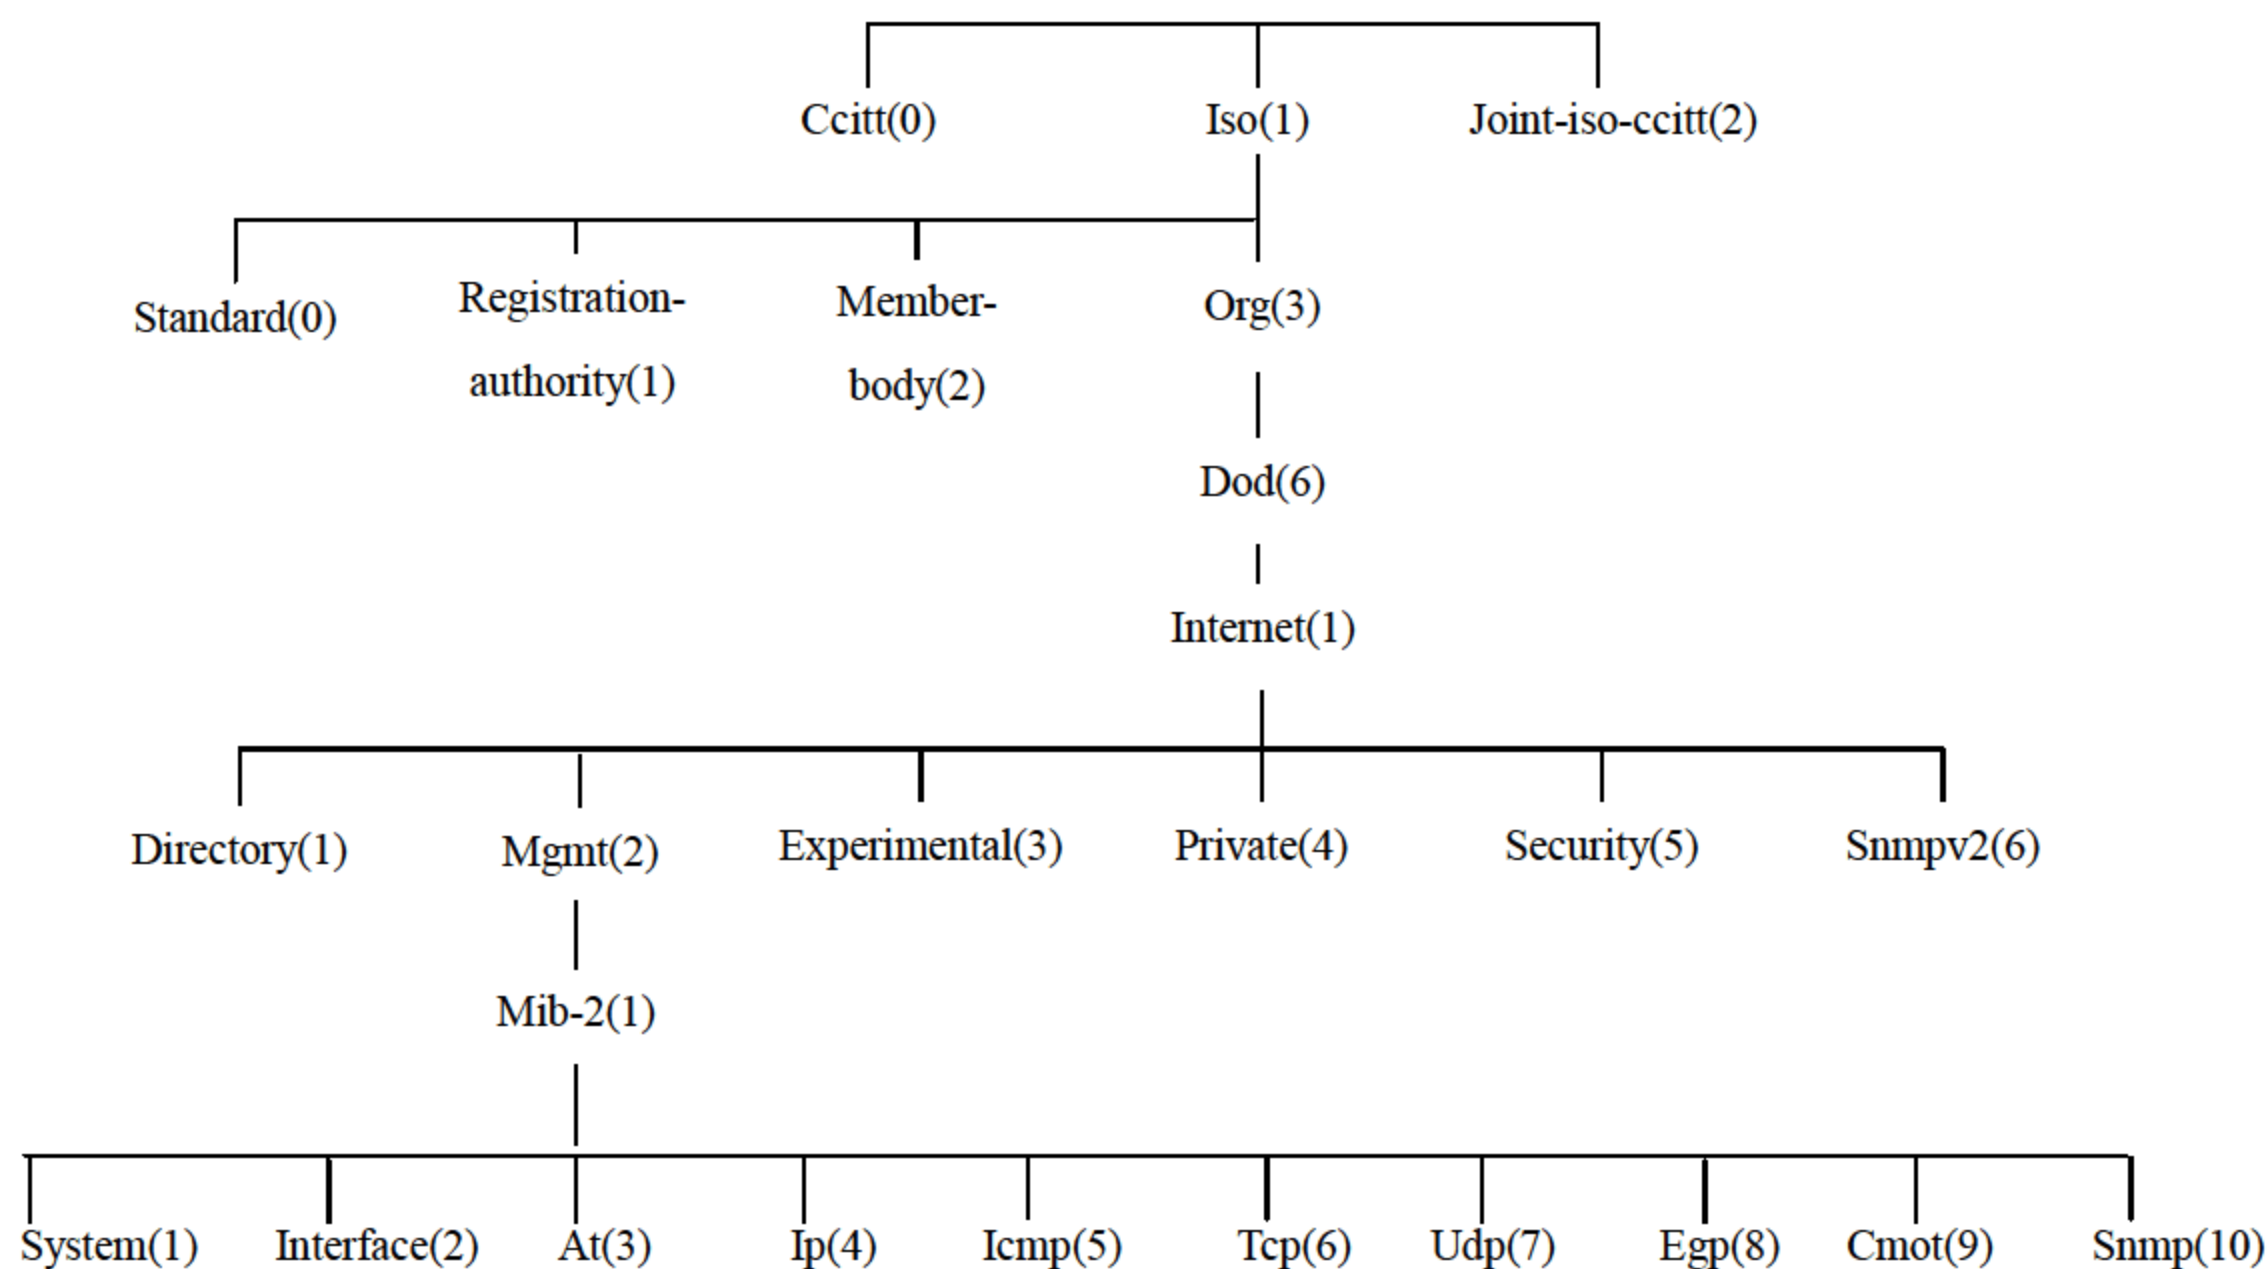 Ccitt(0)
Iso(1)
Joint-iso-ccitt(2)
Standard(0)
Registration-
authority(1)
Member-
body(2)
Org(3)
Dod(6)
Internet(1)
Directory(1)
Mgmt(2)
Experimental(3)
Private(4)
Security(5)
Snmpv2(6)
Mib-2(1)
System(1)
Interface(2)
At(3)
Ip(4)
Icmp(5)
Tcp(6)
Udp(7)
Egp(8)
Cmot(9)
Snmp(10)